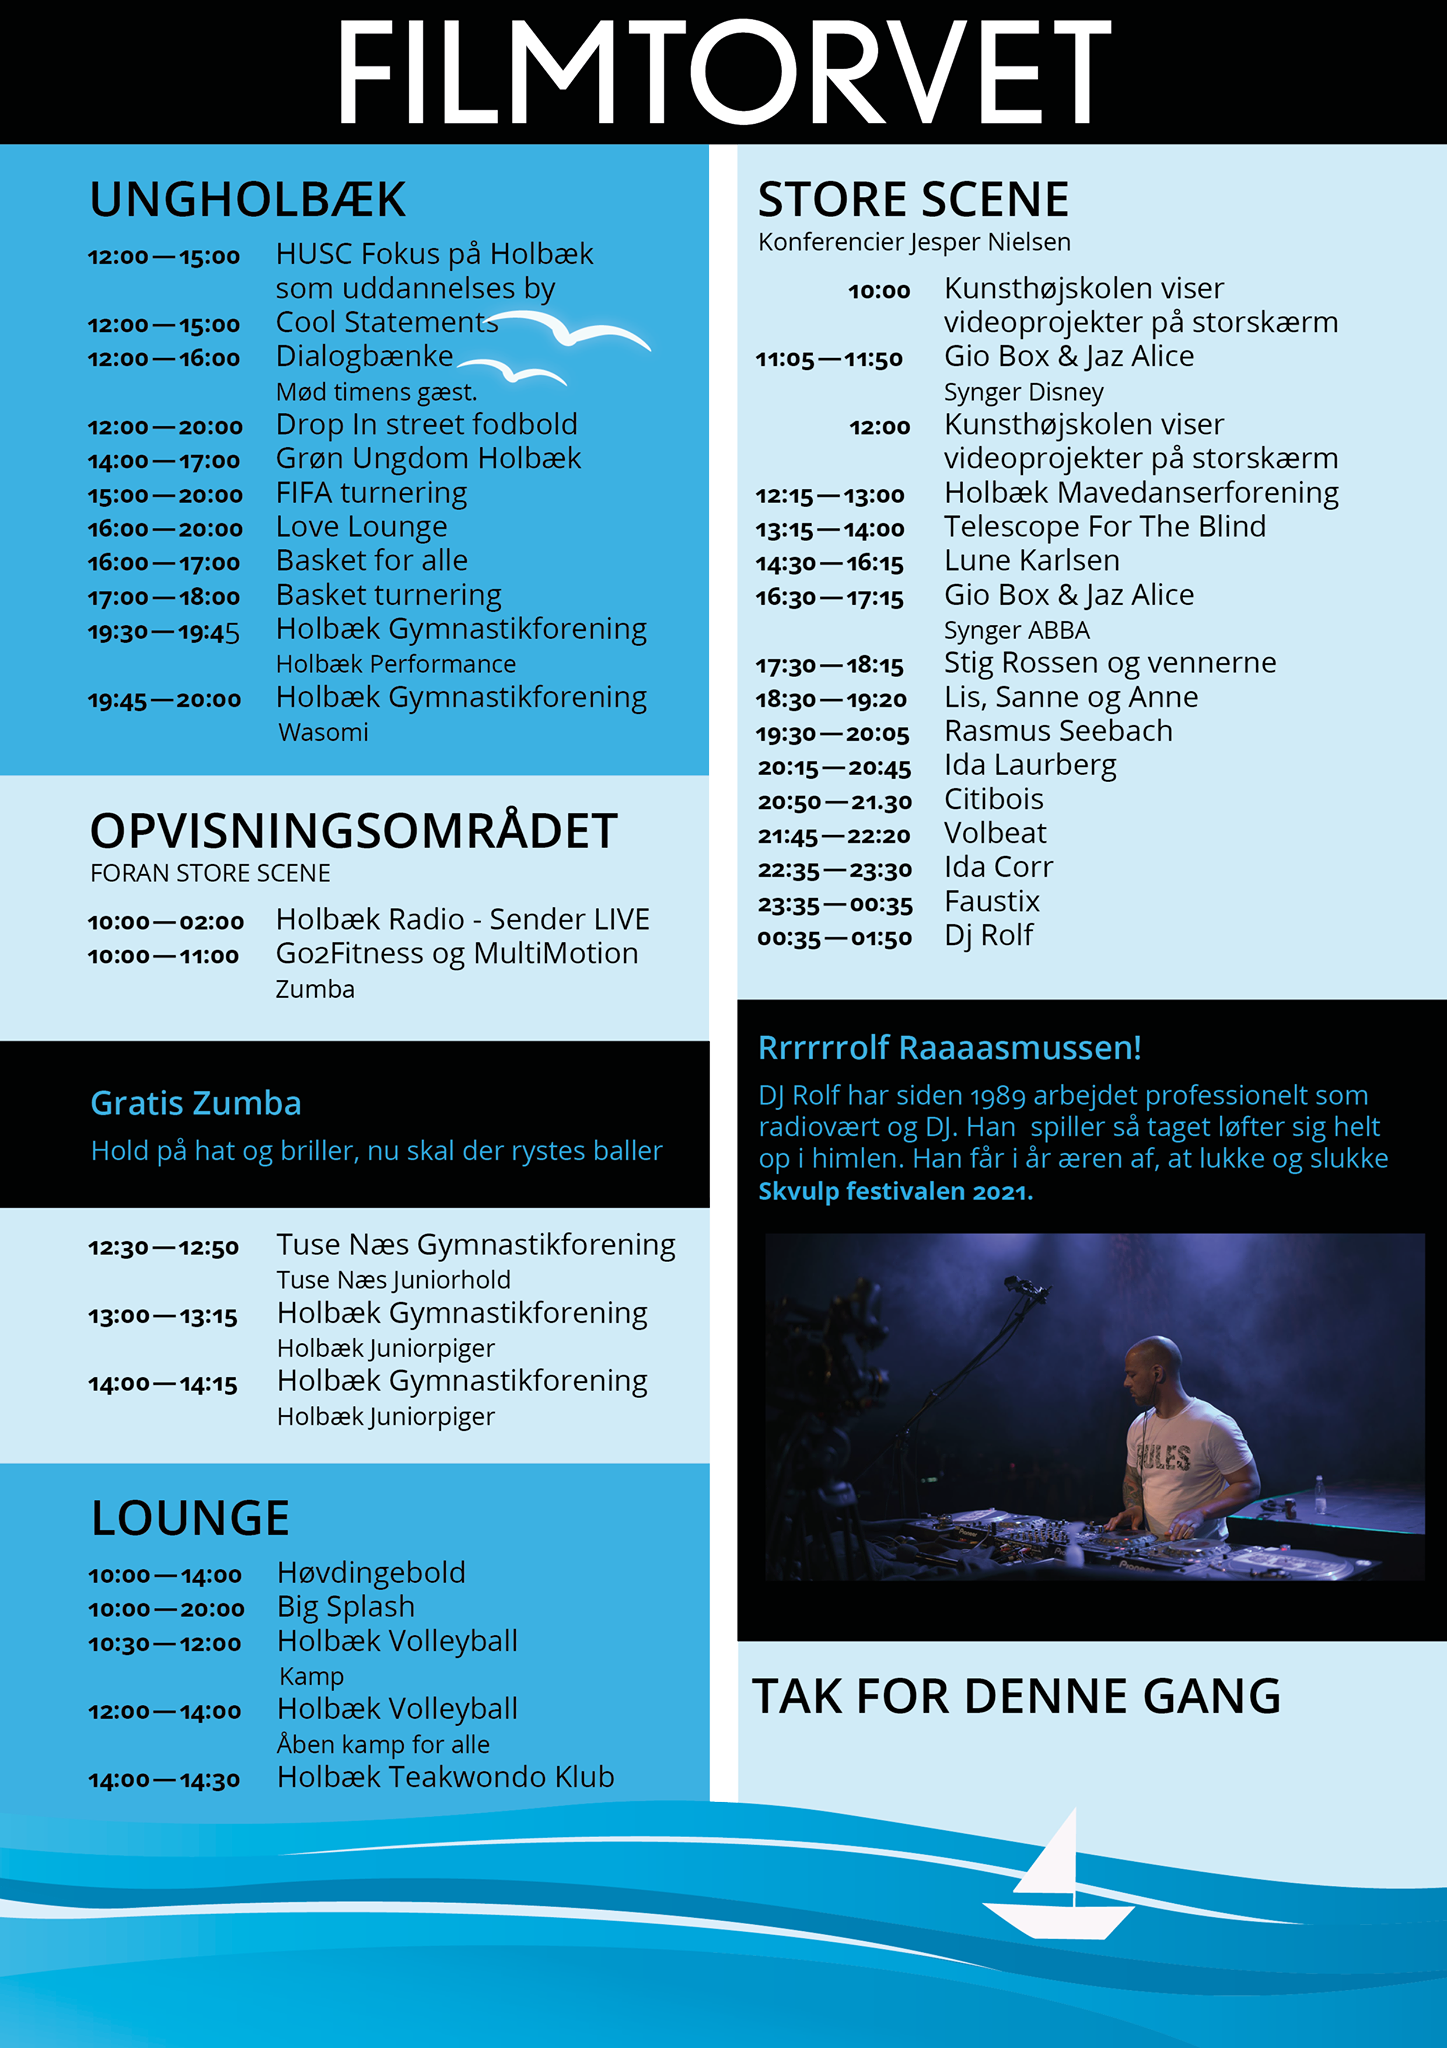 FILMTORVET
UNGHOLBÆK
12:00—15:00 HUSC Fokus på Holbæk
som uddannelses by
12:00—15:00 Cool Statements
12:00—16:00 Dialogbænke
Mød timens gæst.
12:00—20:00 Drop In street fodbold
14:00—17:00 Grøn Ungdom Holbæk
15:00—20:00 FIFA turnering
16:00—20:00 Love Lounge
16:00—17:00 Basket for alle
17:00—18:00 Basket turnering
19:30—19:45 Holbæk Gymnastikforening
Holbæk Performance
19:45—20:00 Holbæk Gymnastikforening
Wasomi
OPVISNINGSOMRÅDET
FORAN STORE SCENE
10:00—02:00 Holbæk Radio - Sender LIVE
10:00—11:00 Go2Fitness og MultiMotion
Zumba
Gratis Zumba
Hold på hat og briller, nu skal der rystes baller
12:30—12:50 Tuse Næs Gymnastikforening
Tuse Næs Juniorhold
13:00—13:15 Holbæk Gymnastikforening
Holbæk Juniorpiger
14:00—14:15 Holbæk Gymnastikforening
Holbæk Juniorpiger
LOUNGE
10:00—14:00 Høvdingebold
10:00—20:00 Big Splash
10:30—12:00 Holbæk Volleyball
Kamp
12:00—14:00 Holbæk Volleyball
Åben kamp for alle
14:00—14:30 Holbæk Teakwondo Klub
STORE SCENE
Konferencier Jesper Nielsen
10:00 Kunsthøjskolen viser
videoprojekter på storskærm
11:05—11:50 Gio Box & Jaz Alice
Synger Disney
12:00 Kunsthøjskolen viser
videoprojekter på storskærm
12:15—13:00 Holbæk Mavedanserforening
13:15—14:00 Telescope For The Blind
14:30—16:15 Lune Karlsen
16:30—17:15 Gio Box & Jaz Alice
Synger ABBA
17:30—18:15 Stig Rossen og vennerne
18:30—19:20 Lis, Sanne og Anne
19:30—20:05 Rasmus Seebach
20:15—20:45 Ida Laurberg
20:50—21.30 Citibois
21:45—22:20 Volbeat
22:35—23:30 Ida Corr
23:35—00:35 Faustix
00:35—01:50 Dj Rolf
Rrrrrrolf Raaaasmussen!
DJ Rolf har siden 1989 arbejdet professionelt som
radiovært og DJ. Han spiller så taget løfter sig helt
op i himlen. Han får i år æren af, at lukke og slukke
Skvulp festivalen 2021.
RULES
Pioneer
Pioneer
TAK FOR DENNE GANG